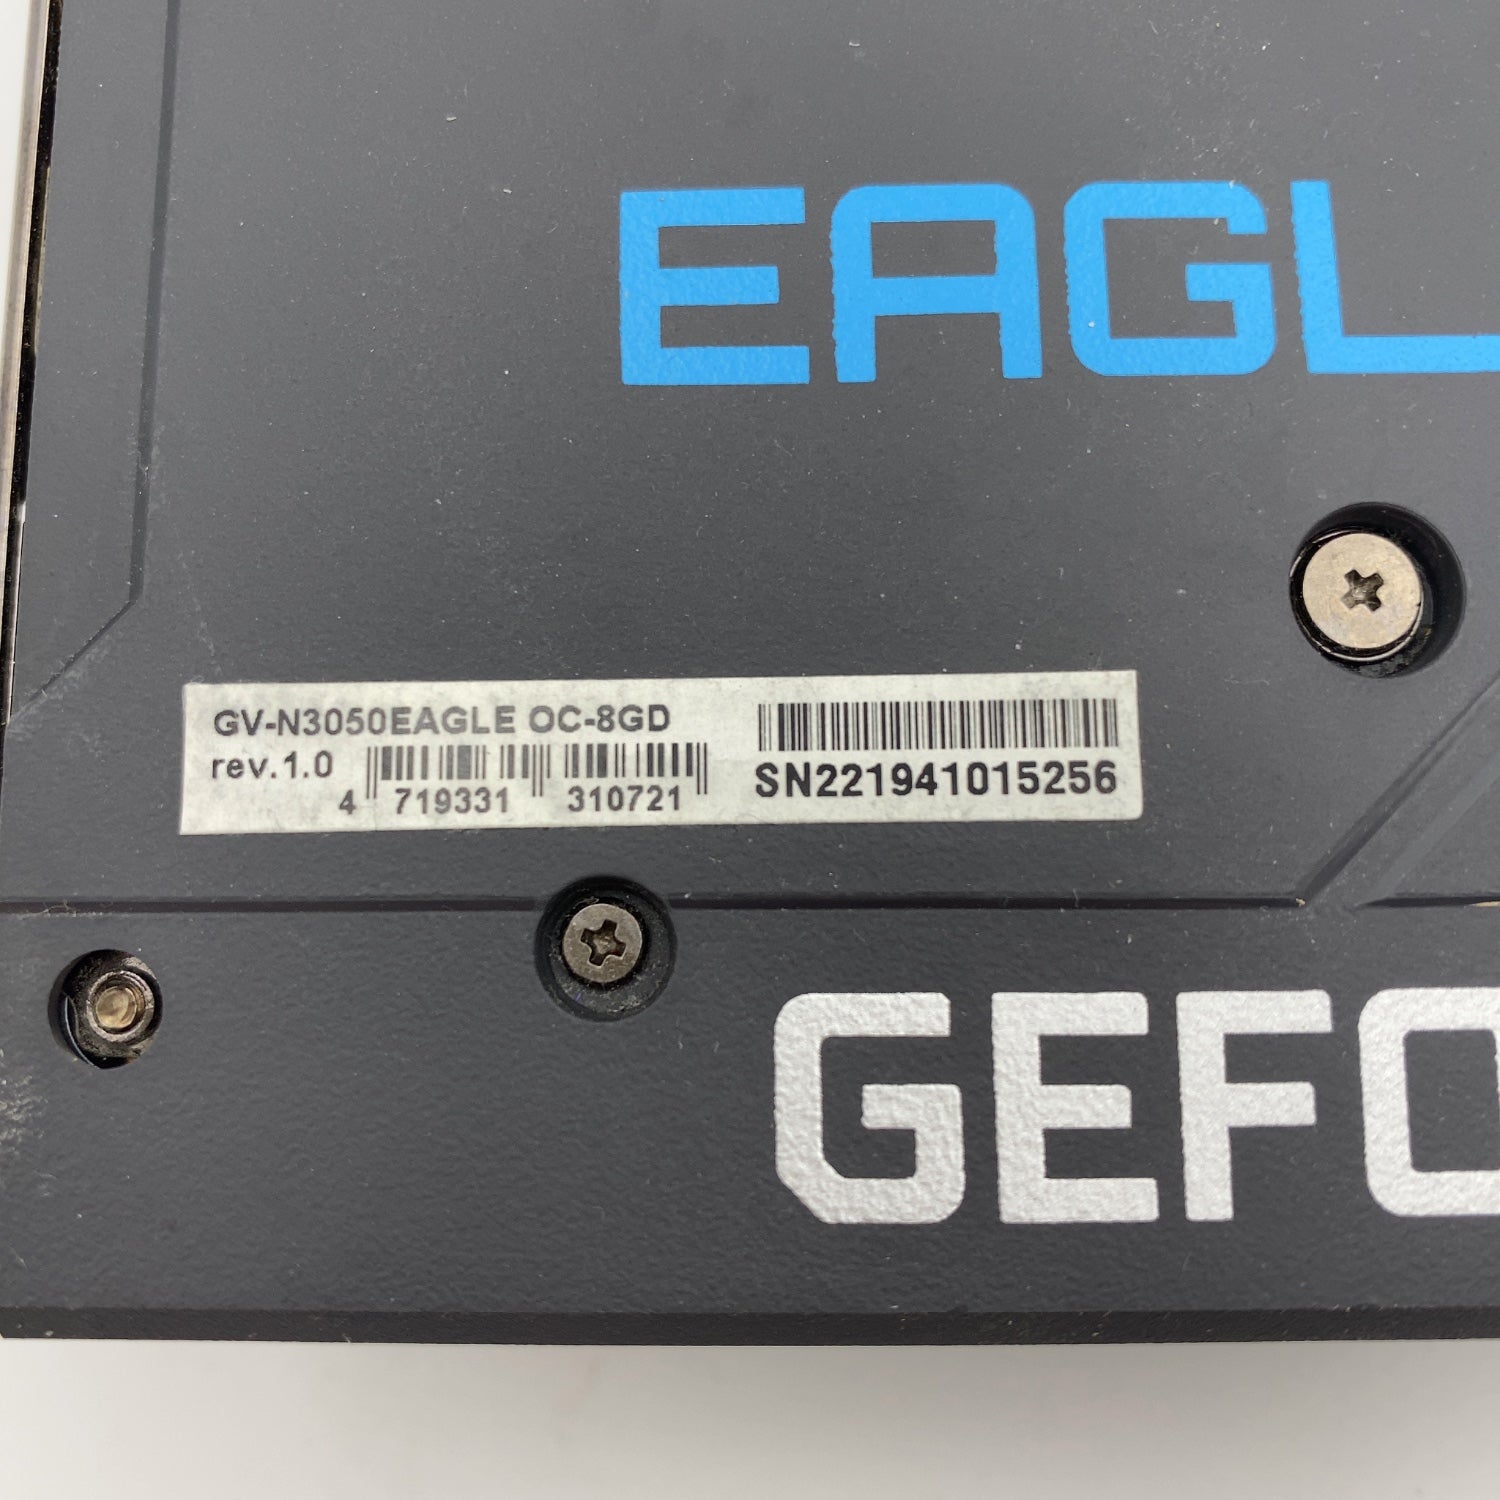 EAGL
GV-N3050EAGLE OC-8GD
rev.1.0
4 719331 310721
SN221941015256
GEFO